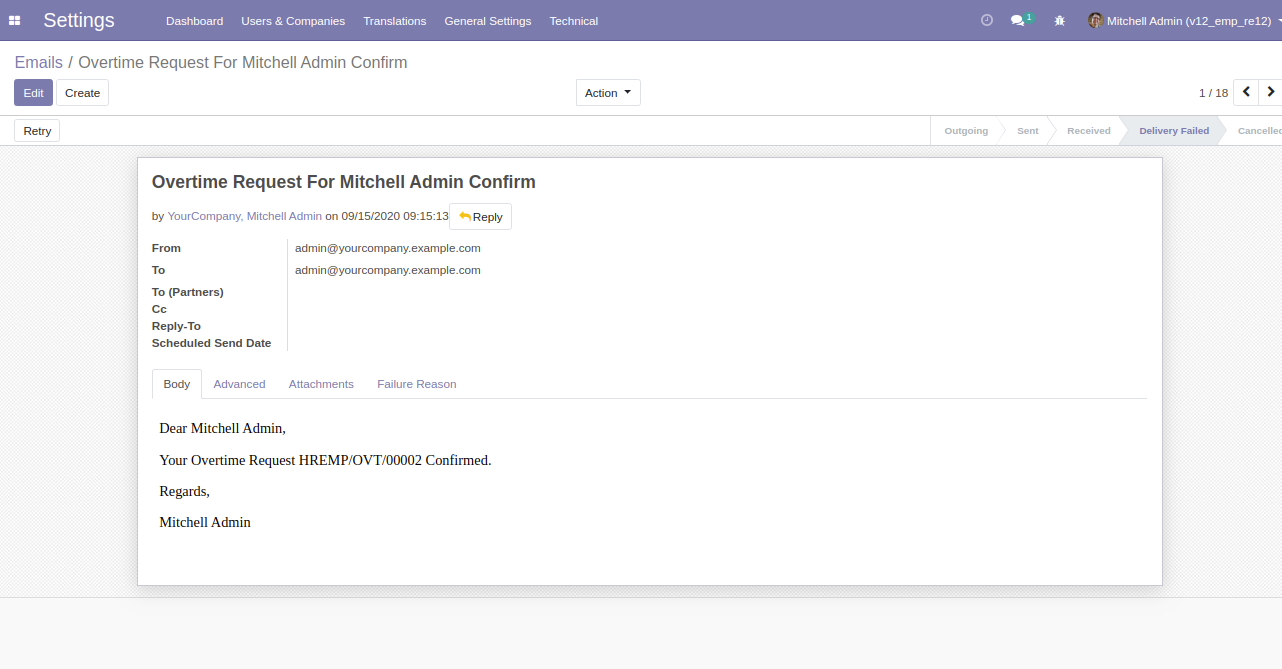 Settings Dashboard Users & Companies Translations General Settings Technical 1 Mitchell Admin (v12_emp_re12)
Emails / Overtime Request For Mitchell Admin Confirm
Edit Create Action 1 / 18
Retry Outgoing Sent Received Delivery Failed Cancelled
Overtime Request For Mitchell Admin Confirm
by YourCompany, Mitchell Admin on 09/15/2020 09:15:13 Reply
From admin@yourcompany.example.com
To admin@yourcompany.example.com
To (Partners)
Cc
Reply-To
Scheduled Send Date
Body Advanced Attachments Failure Reason
Dear Mitchell Admin,
Your Overtime Request HREMP/OVT/00002 Confirmed.
Regards,
Mitchell Admin